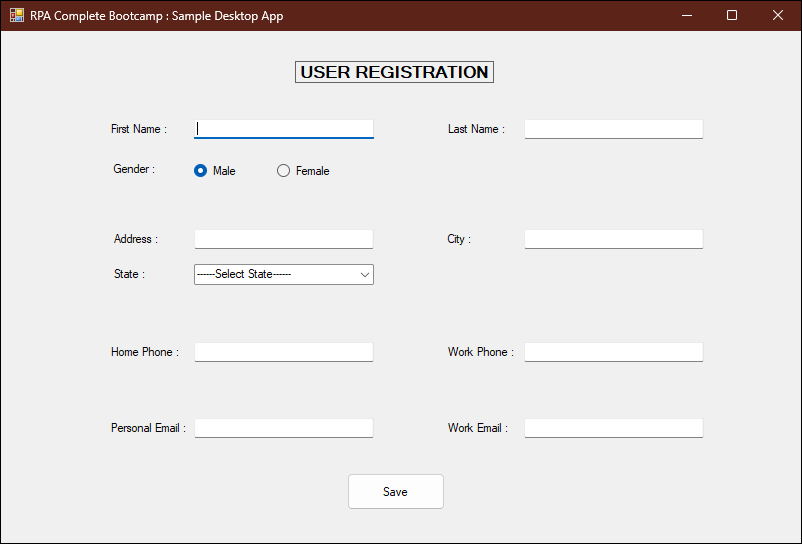 RPA Complete Bootcamp : Sample Desktop App
USER REGISTRATION
First Name :
Last Name :
Gender :
Male
Female
Address :
City :
State :
------Select State------
Home Phone :
Work Phone :
Personal Email :
Work Email :
Save